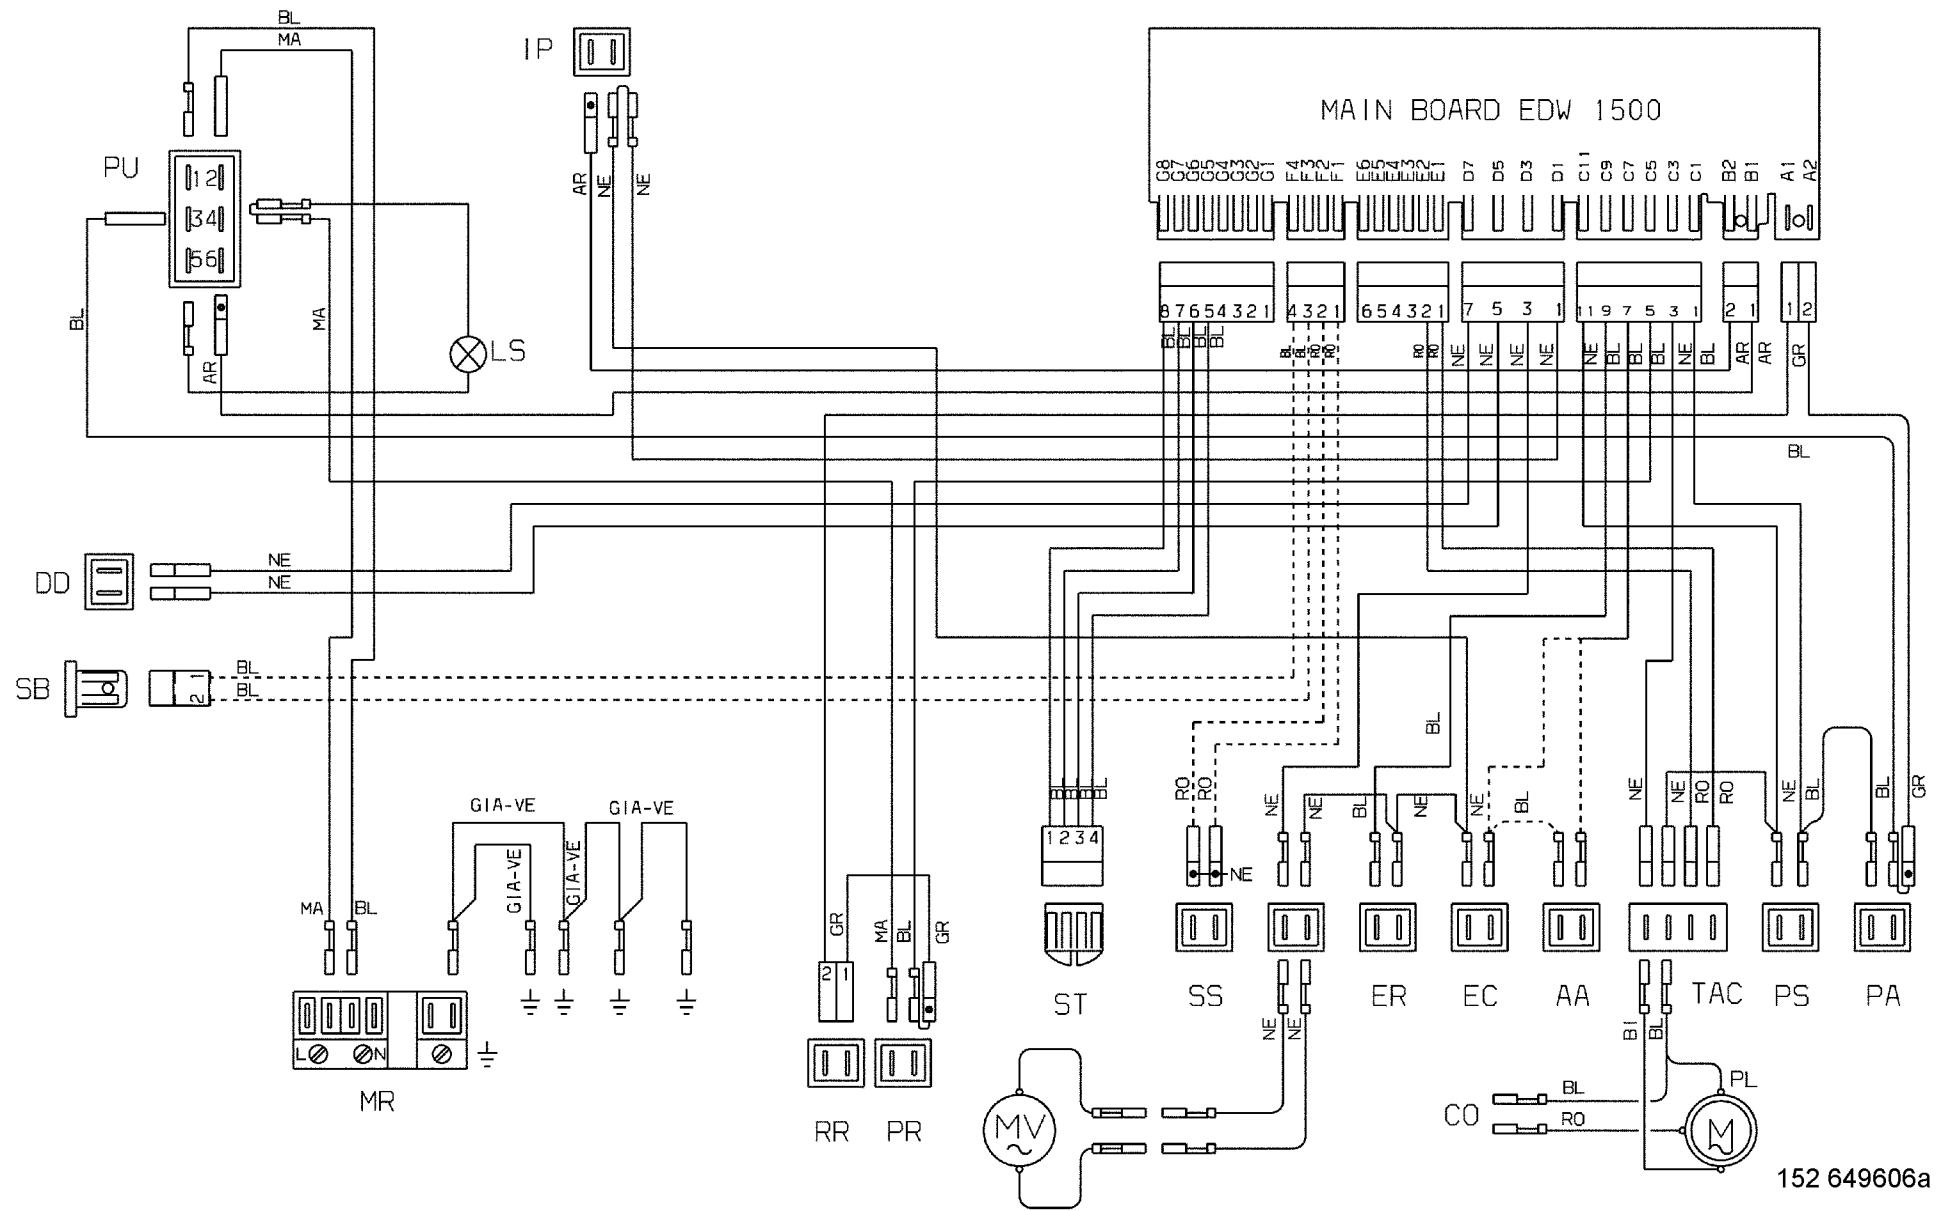 BL
MA
IP
MAIN BOARD EDW 1500
PU
12
34
56
G8 G7 G6 G5 G4 G3 G2 G1
F4 F3 F2 F1
E6 E5 E4 E3 E2 E1
D7 D5 D3 D1
C11 C9 C7 C5 C3 C1
B2 B1
A1 A2
AR NE NE
8 7 6 5 4 3 2 1
4 3 2 1
6 5 4 3 2 1
7 5 3 1
11 9 7 5 3 1
2 1
1 2
BL MA AR
LS
BL BL BL BL
BL BL RO RO
RO RO
NE NE NE NE
NE BL BL BL NE BL
AR AR
GR
BL
DD
NE
NE
SB
1
2
BL
BL
BL
GIA-VE
GIA-VE
GIA-VE
GIA-VE
RO RO
NE NE
BL NE
NE BL
NE NE RO RO
NE BL
BL GR
1 2 3 4
NE
MA BL
GR
MA BL GR
2 1
L N
MR
RR
PR
ST
SS
ER
EC
AA
TAC
PS
PA
NE NE
BI BL
MV
CO
BL
RO
PL
M
152 649606a